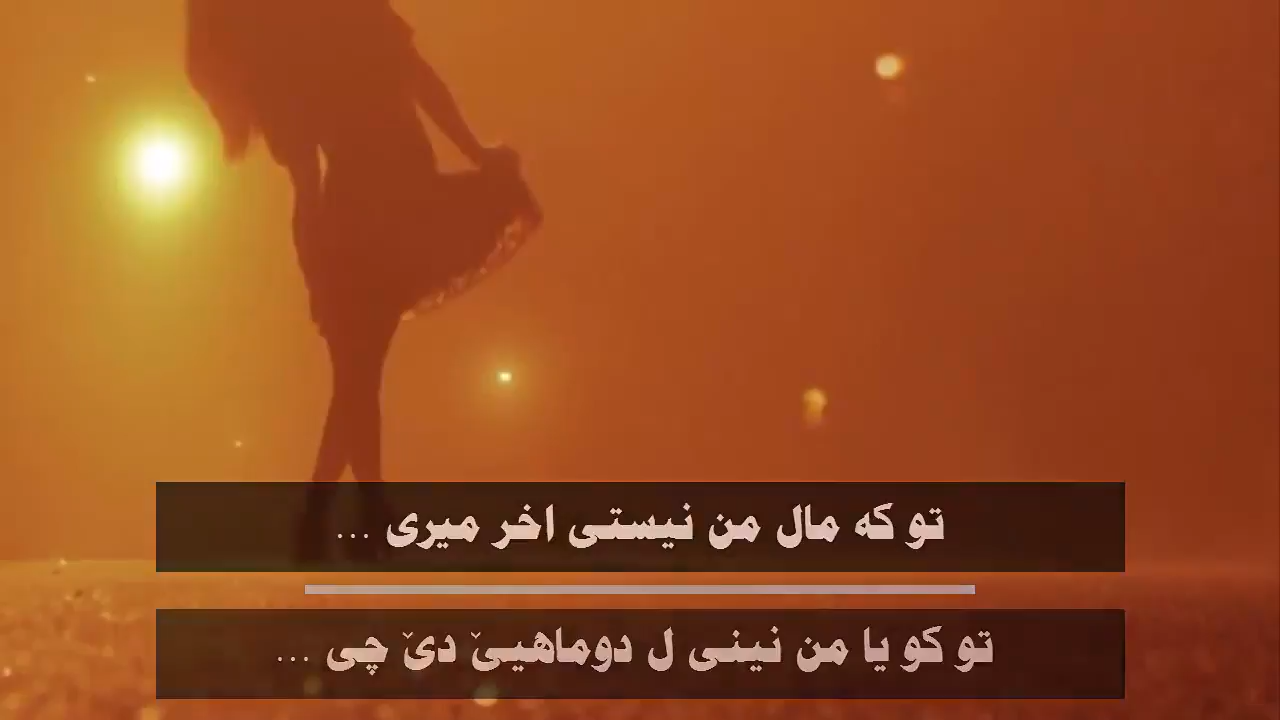 تو که مال من نیستی اخر میری ...
تو کو یا من نینی ل دوماهیێ دێ چی ...